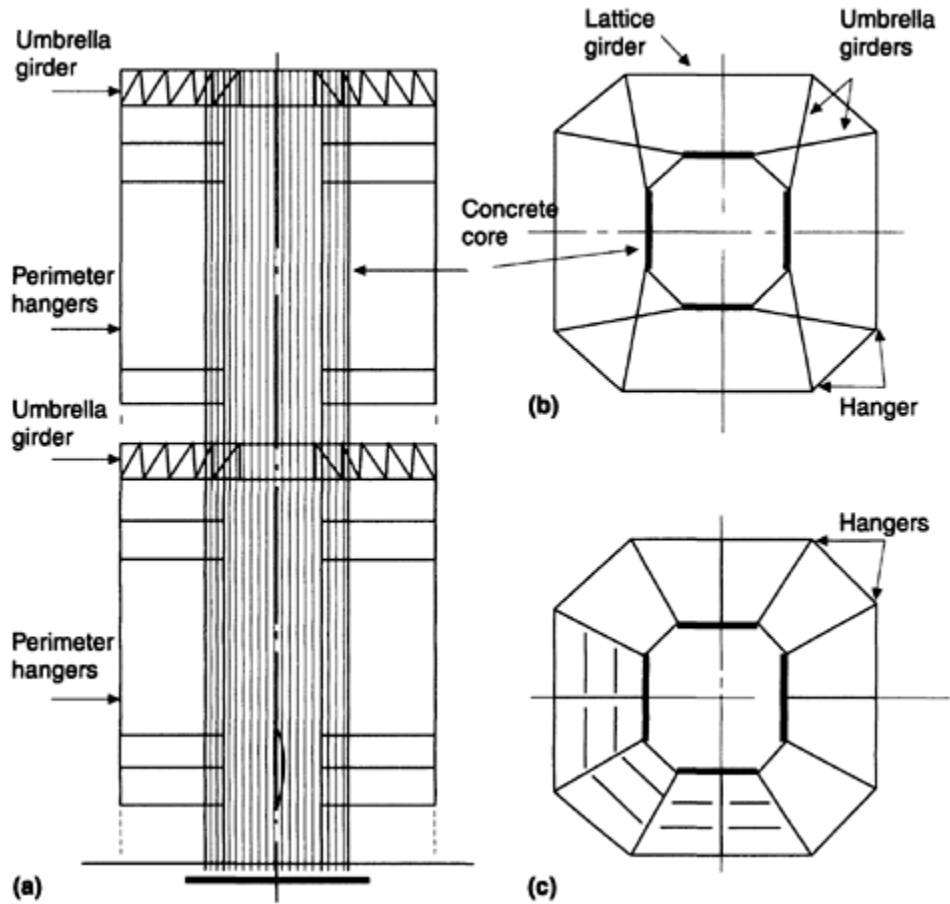 Umbrella
girder
Perimeter
hangers
Umbrella
girder
Perimeter
hangers
(a)
Lattice
girder
Umbrella
girders
Concrete
core
(b)
Hanger
Hangers
(c)